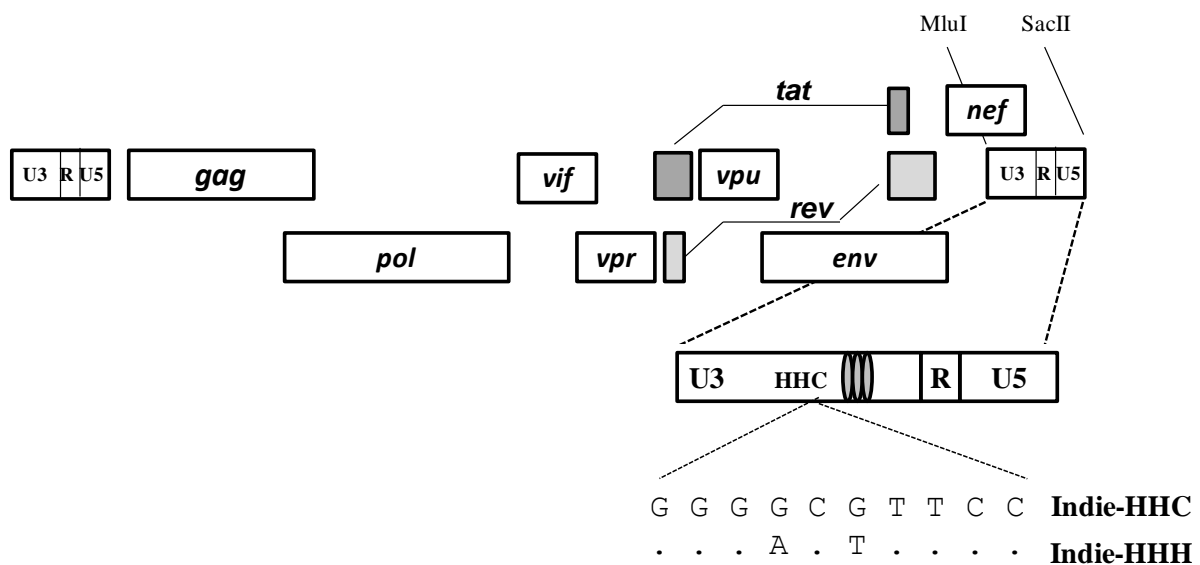 MluI SacII
tat
nef
U3 R U5 gag vif vpu U3 R U5
rev
pol vpr env
U3 HHC R U5
G G G G C G T T C C Indie-HHC
. . . A . T . . . . Indie-HHH